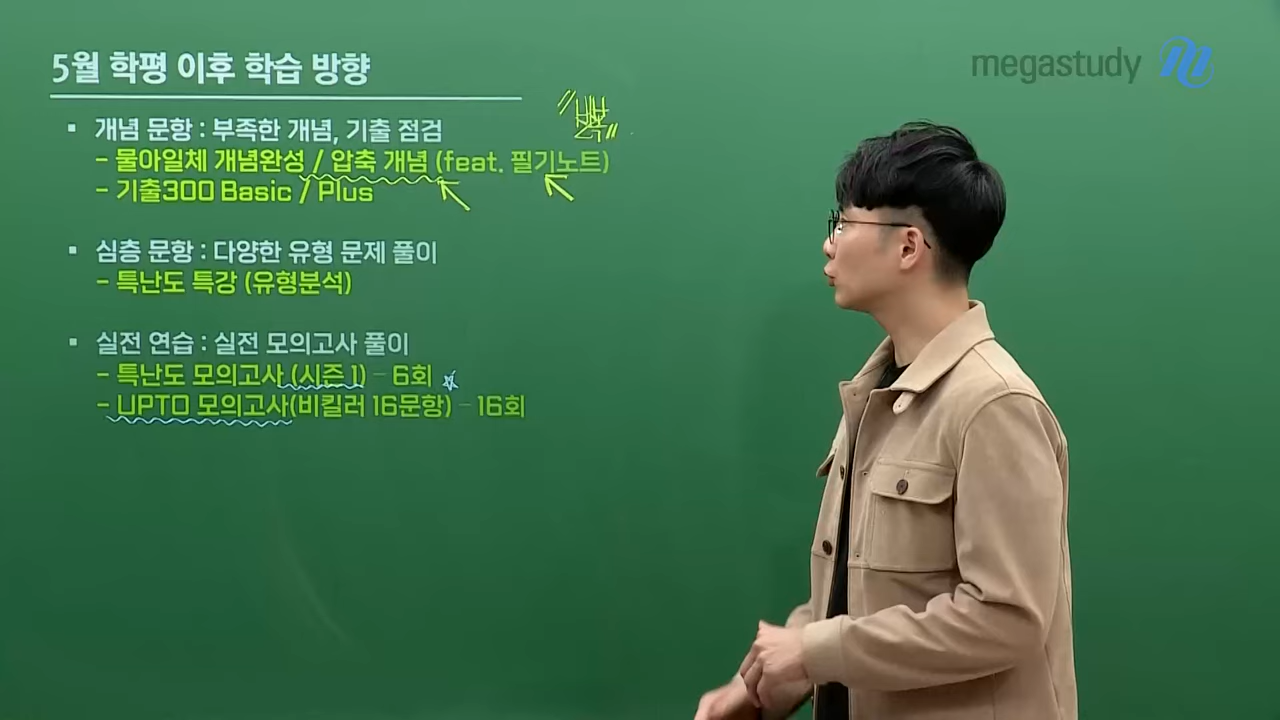 5월 학평 이후 학습 방향
megastudy
▪ 개념 문항 : 부족한 개념, 기출 점검
- 물아일체 개념완성 / 압축 개념 (feat. 필기노트)
- 기출300 Basic / Plus
▪ 심층 문항 : 다양한 유형 문제 풀이
- 특난도 특강 (유형분석)
▪ 실전 연습 : 실전 모의고사 풀이
- 특난도 모의고사 (시즌 1) – 6회
- UPTO 모의고사(비킬러 16문항) – 16회